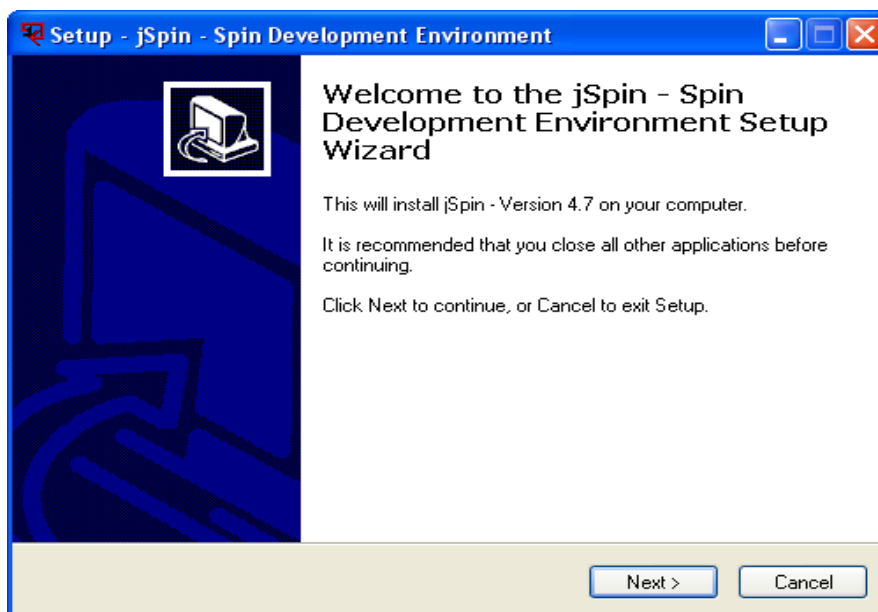 Setup - jSpin - Spin Development Environment
Welcome to the jSpin - Spin
Development Environment Setup
Wizard
This will install jSpin - Version 4.7 on your computer.
It is recommended that you close all other applications before
continuing.
Click Next to continue, or Cancel to exit Setup.
Next >
Cancel